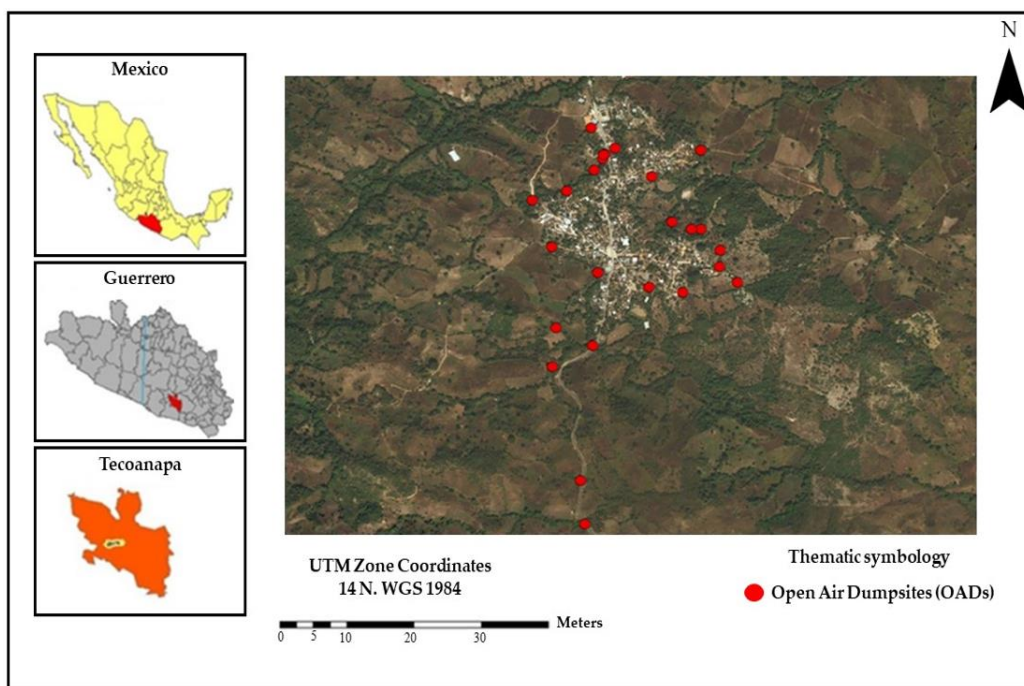 N
Mexico
Guerrero
Tecoanapa
UTM Zone Coordinates
14 N. WGS 1984
0 5 10 20 30 Meters
Thematic symbology
Open Air Dumpsites (OADs)